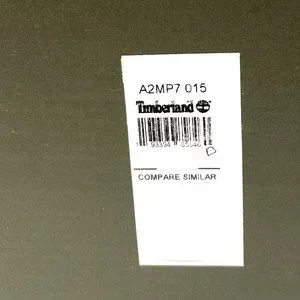 A2MP7 015
Timberland
COMPARE SIMILAR